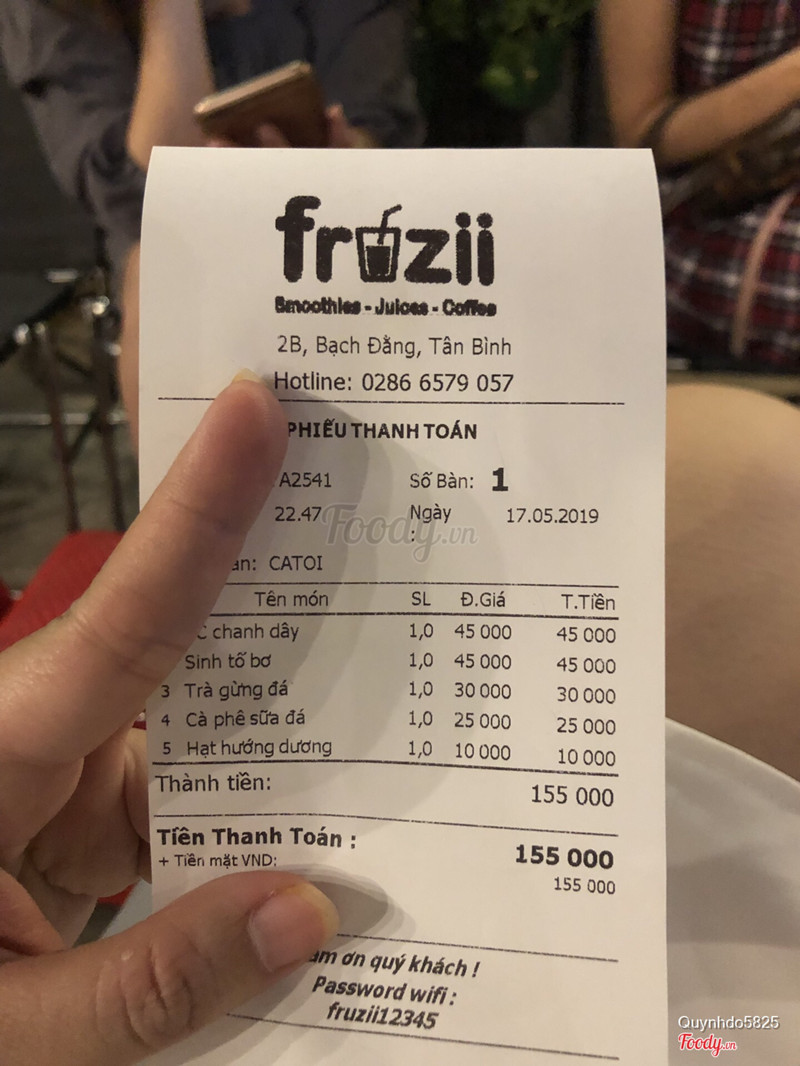 fruzii
Smoothies - Juices - Coffee
2B, Bạch Đằng, Tân Bình
Hotline: 0286 6579 057
PHIẾU THANH TOÁN
A2541 Số Bàn: 1
22.47 Ngày : 17.05.2019
CATOI
Tên món SL Đ.Giá T.Tiền
chanh dây 1,0 45 000 45 000
Sinh tố bơ 1,0 45 000 45 000
3 Trà gừng đá 1,0 30 000 30 000
4 Cà phê sữa đá 1,0 25 000 25 000
5 Hạt hướng dương 1,0 10 000 10 000
Thành tiền: 155 000
Tiền Thanh Toán : 155 000
+ Tiền mặt VND: 155 000
ơn quý khách !
Password wifi :
fruzii12345
Foody.vn
Quynhdo5825
Foody.vn